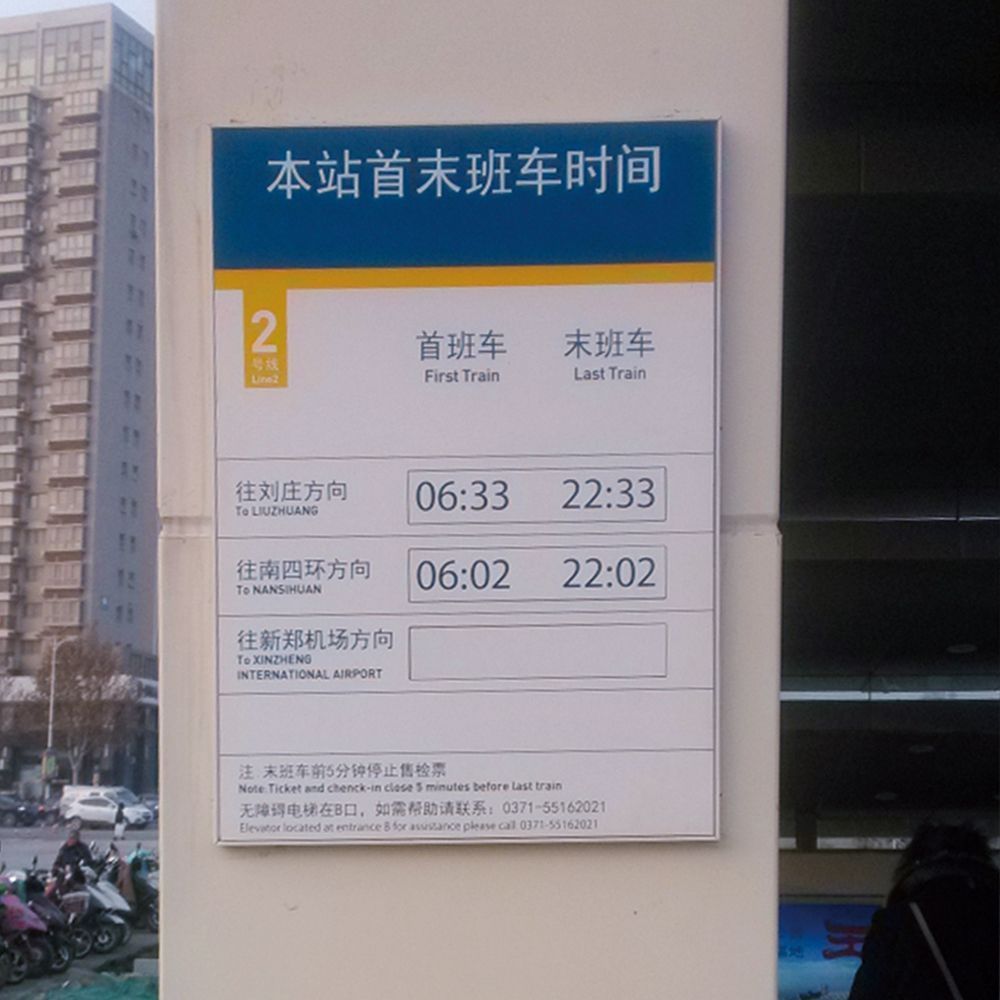 本站首末班车时间
2
号线
Line2
首班车 末班车
First Train Last Train
往刘庄方向
To LIUZHUANG
06:33 22:33
往南四环方向
To NANSIHUAN
06:02 22:02
往新郑机场方向
To XINZHENG
INTERNATIONAL AIRPORT
注:末班车前5分钟停止售检票
Note:Ticket and chenck-in close 5 minutes before last train
无障碍电梯在B口，如需帮助请联系：0371-55162021
Elevator located at entrance B for assistance please call 0371-55162021